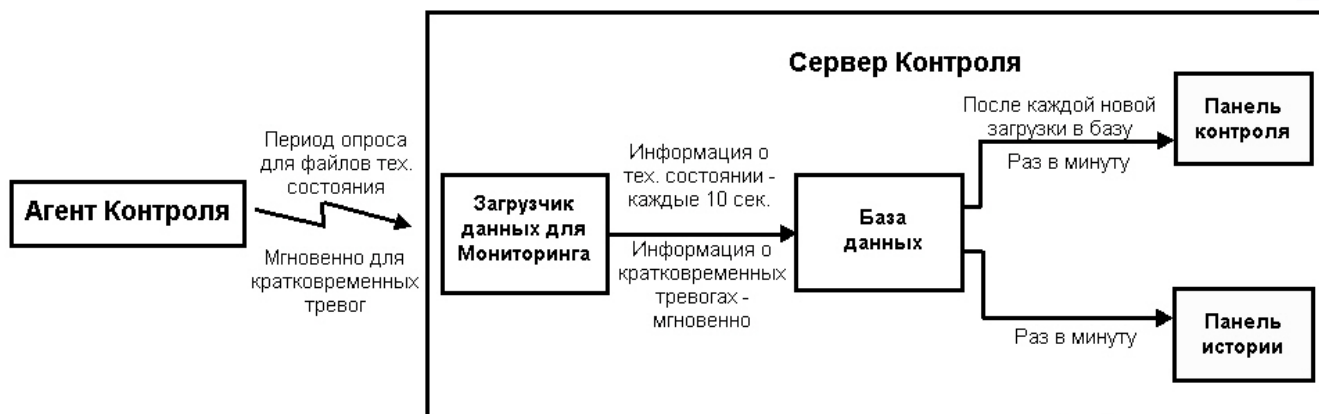 Сервер Контроля
Агент Контроля
Период опроса
для файлов тех.
состояния
Мгновенно для
кратковременных
тревог
Загрузчик
данных для
Мониторинга
Информация о
тех. состоянии -
каждые 10 сек.
Информация о
кратковременных
тревогах -
мгновенно
База
данных
После каждой новой
загрузки в базу
Раз в минуту
Панель
контроля
Раз в минуту
Панель
истории